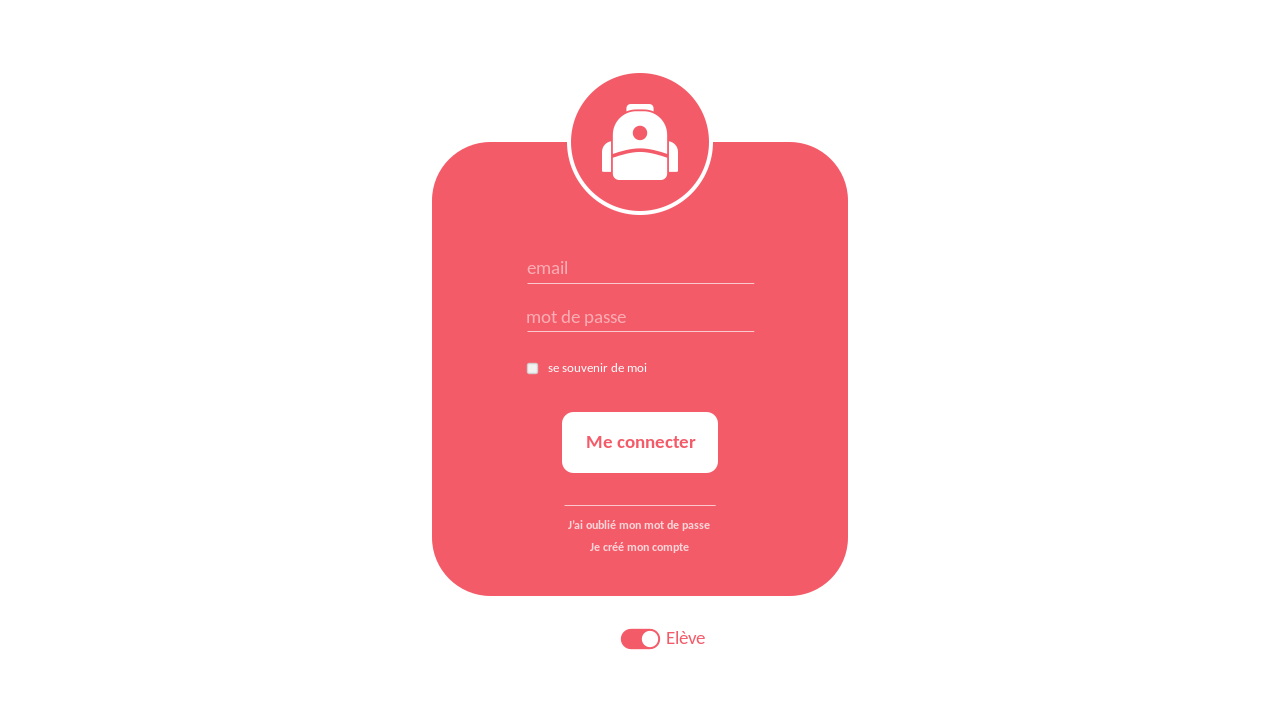 email
mot de passe
se souvenir de moi
Me connecter
J'ai oublié mon mot de passe
Je créé mon compte
Elève